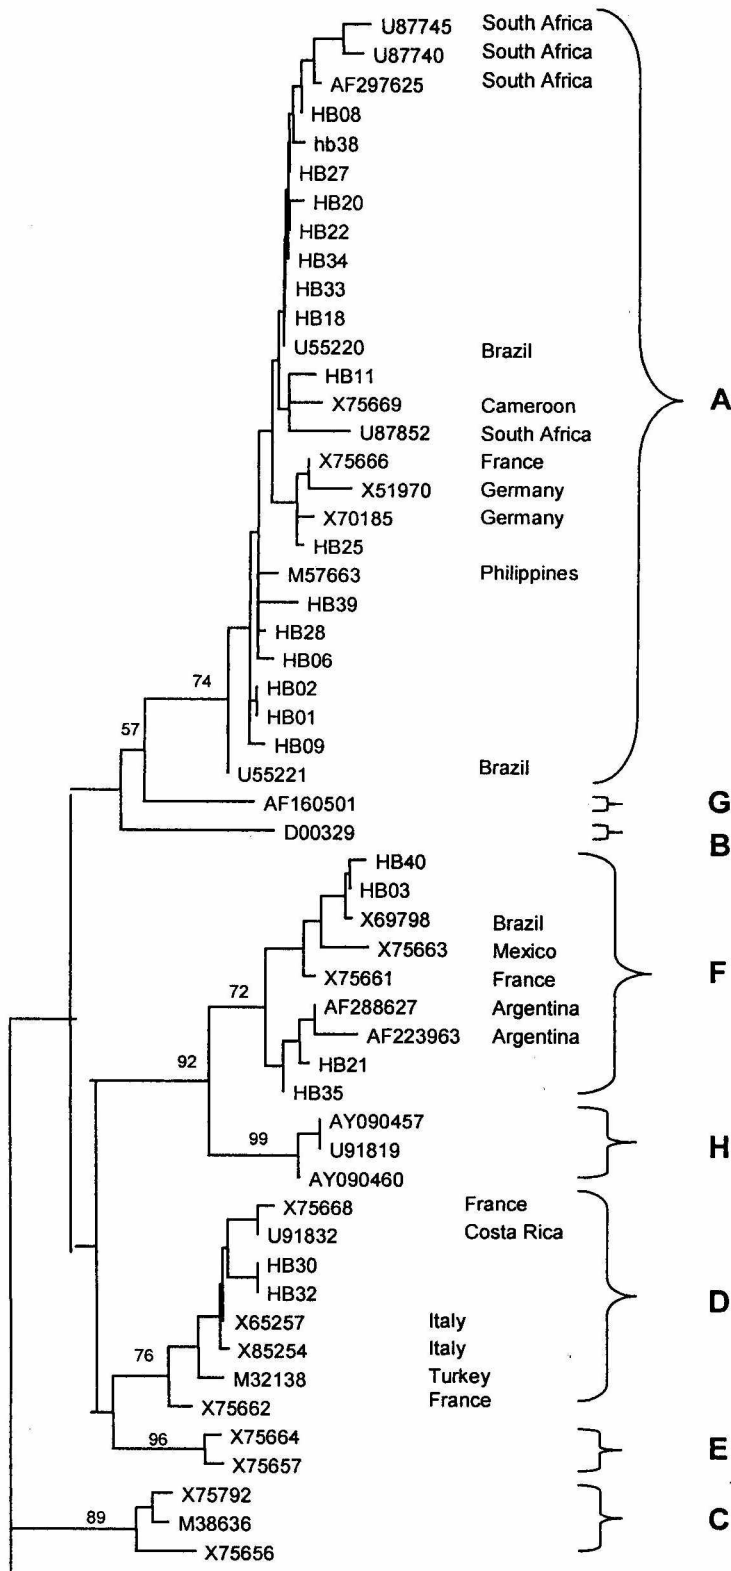 U87745 South Africa
U87740 South Africa
AF297625 South Africa
HB08
hb38
HB27
HB20
HB22
HB34
HB33
HB18
U55220 Brazil
HB11
X75669 Cameroon
A
U87852 South Africa
X75666 France
X51970 Germany
X70185 Germany
HB25
M57663 Philippines
HB39
HB28
HB06
74
HB02
HB01
57
HB09
U55221 Brazil
AF160501 G
D00329 B
HB40
HB03
X69798 Brazil
X75663 Mexico
X75661 France
F
72
AF288627 Argentina
AF223963 Argentina
92
HB21
HB35
AY090457
99
U91819 H
AY090460
X75668 France
U91832 Costa Rica
HB30
HB32
D
X65257 Italy
X85254 Italy
76
M32138 Turkey
X75662 France
X75664
96
E
X75657
X75792
89
M38636 C
X75656